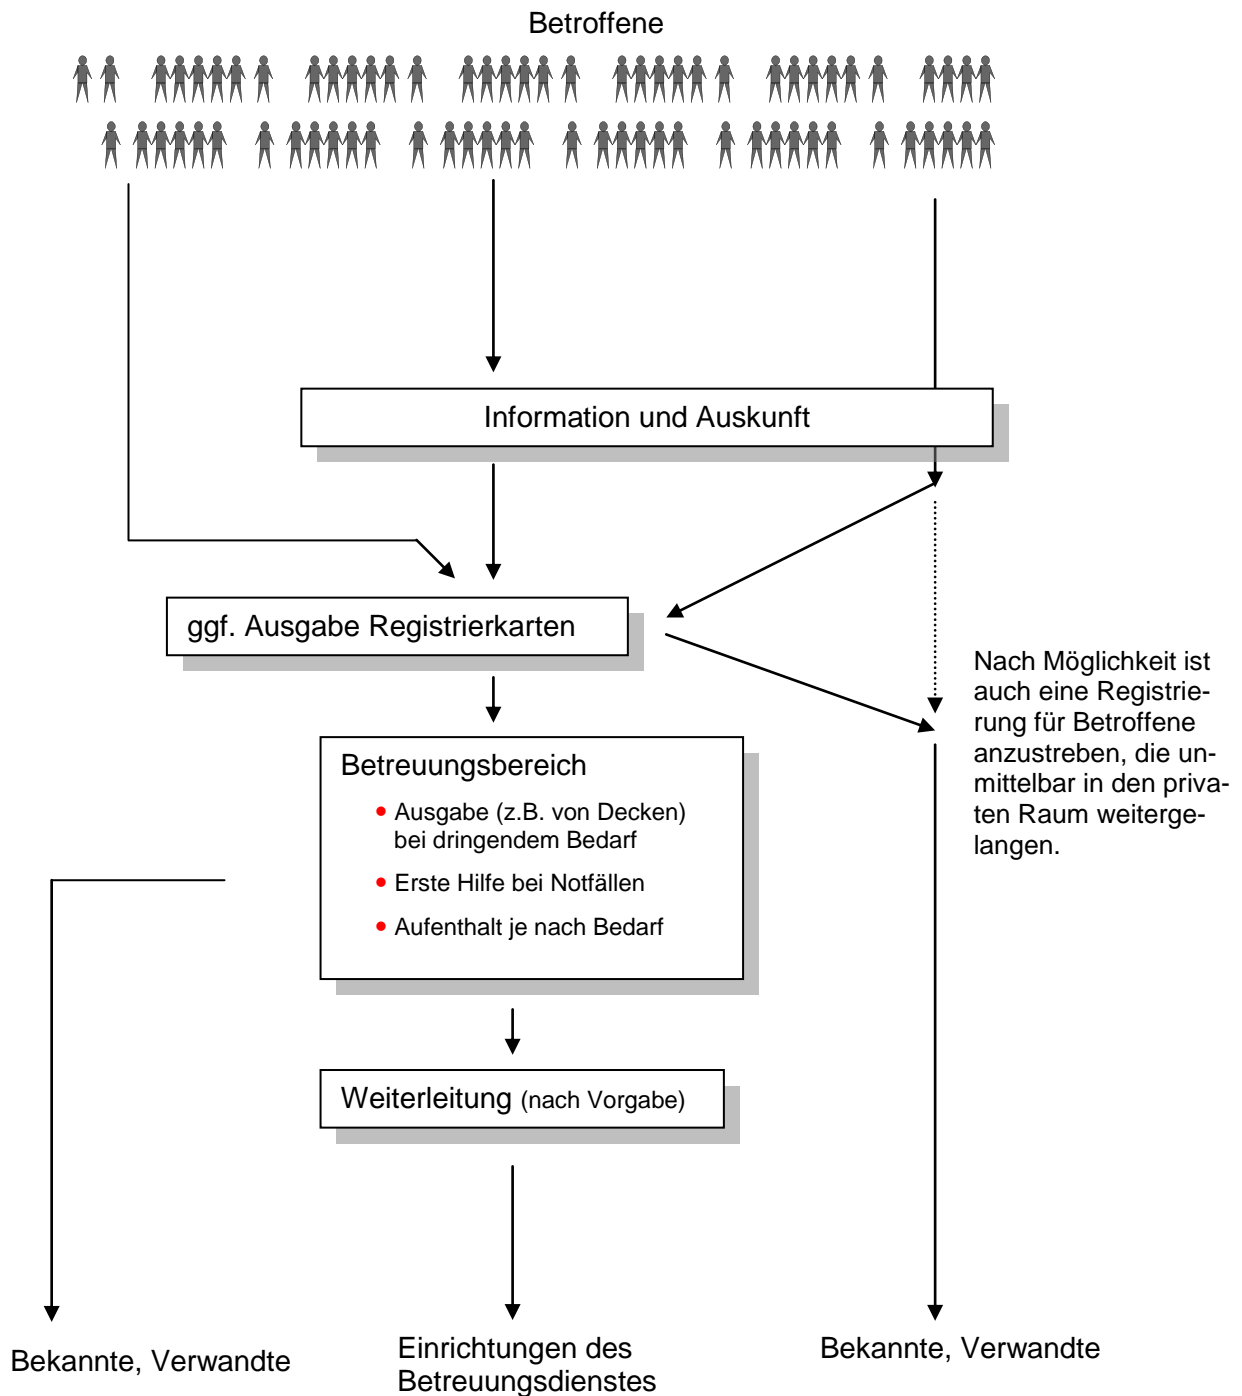 Betroffene
Information und Auskunft
ggf. Ausgabe Registrierkarten
Nach Möglichkeit ist
auch eine Registrie-
rung für Betroffene
anzustreben, die un-
mittelbar in den priva-
ten Raum weiterge-
langen.
Betreuungsbereich
• Ausgabe (z.B. von Decken)
bei dringendem Bedarf
• Erste Hilfe bei Notfällen
• Aufenthalt je nach Bedarf
Weiterleitung (nach Vorgabe)
Bekannte, Verwandte
Einrichtungen des
Betreuungsdienstes
Bekannte, Verwandte